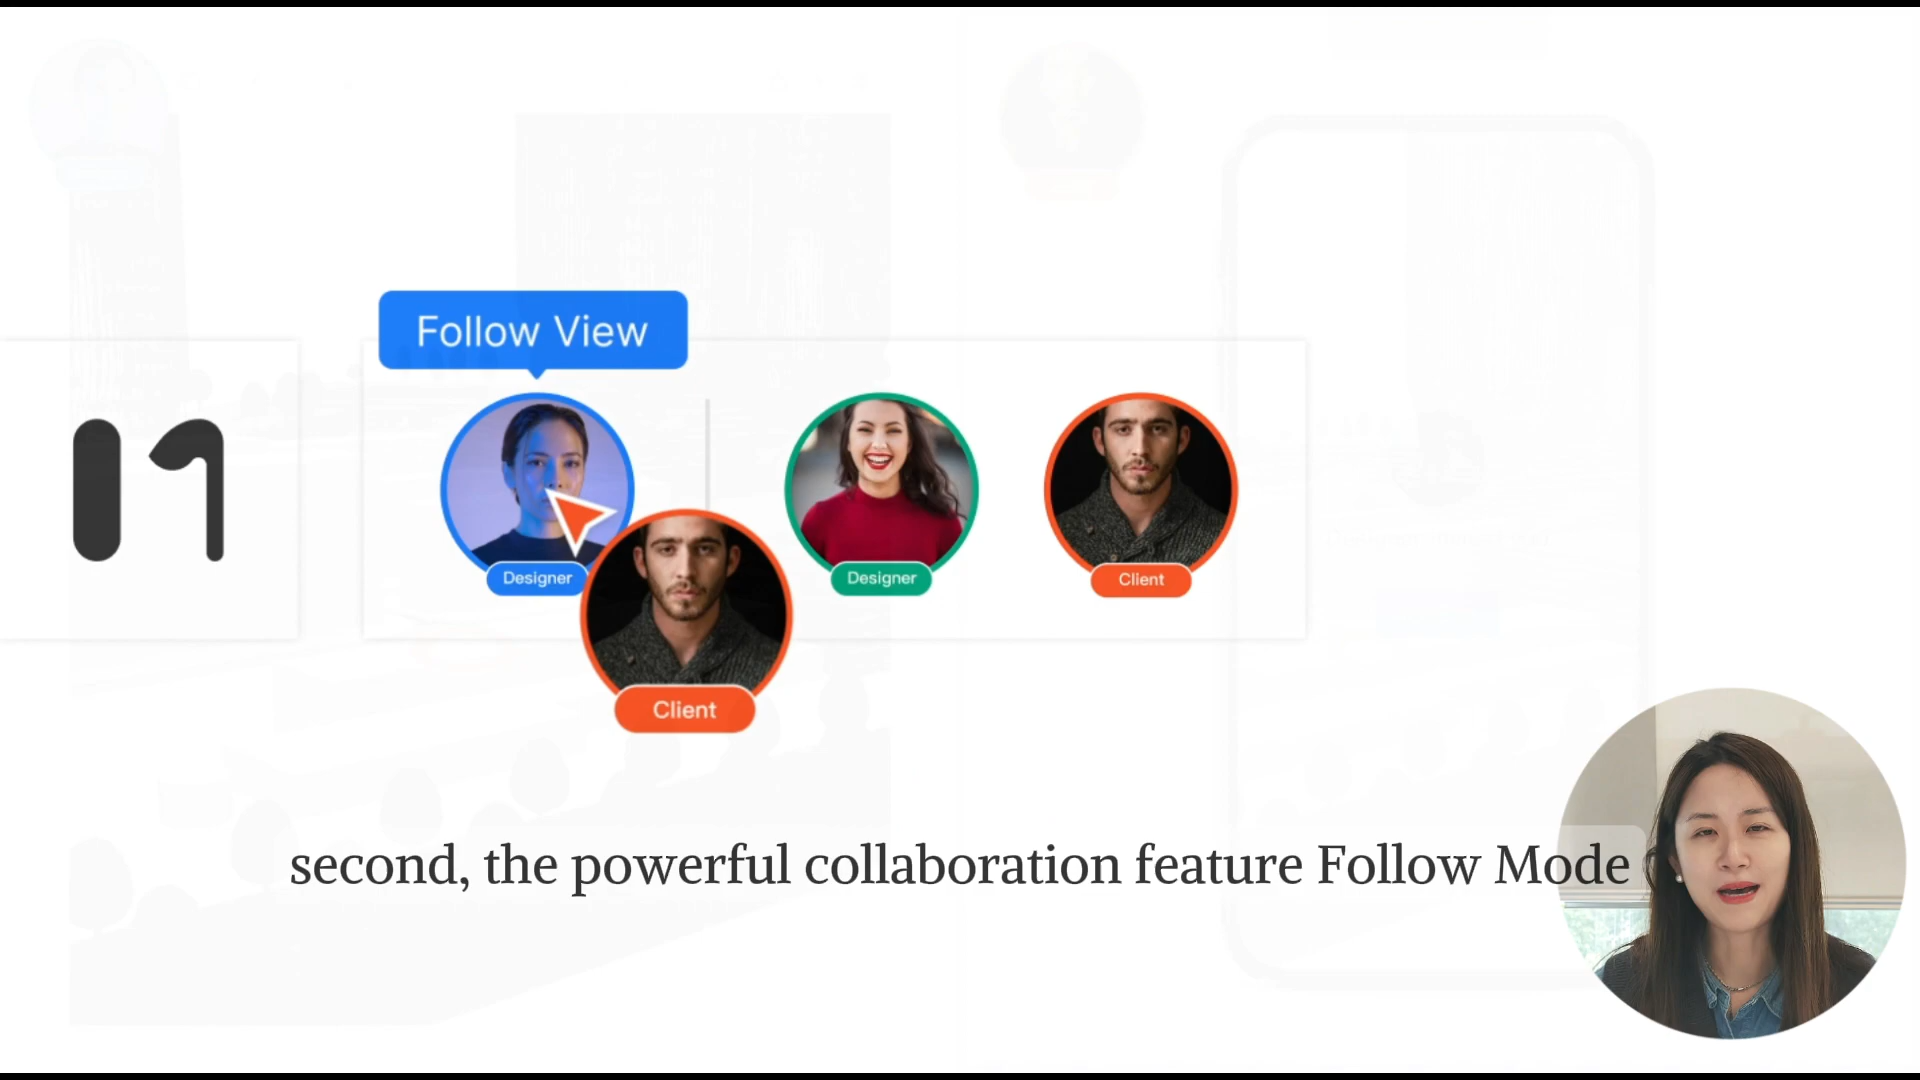 Follow View
Designer
Designer
Client
Client
second, the powerful collaboration feature Follow Mode